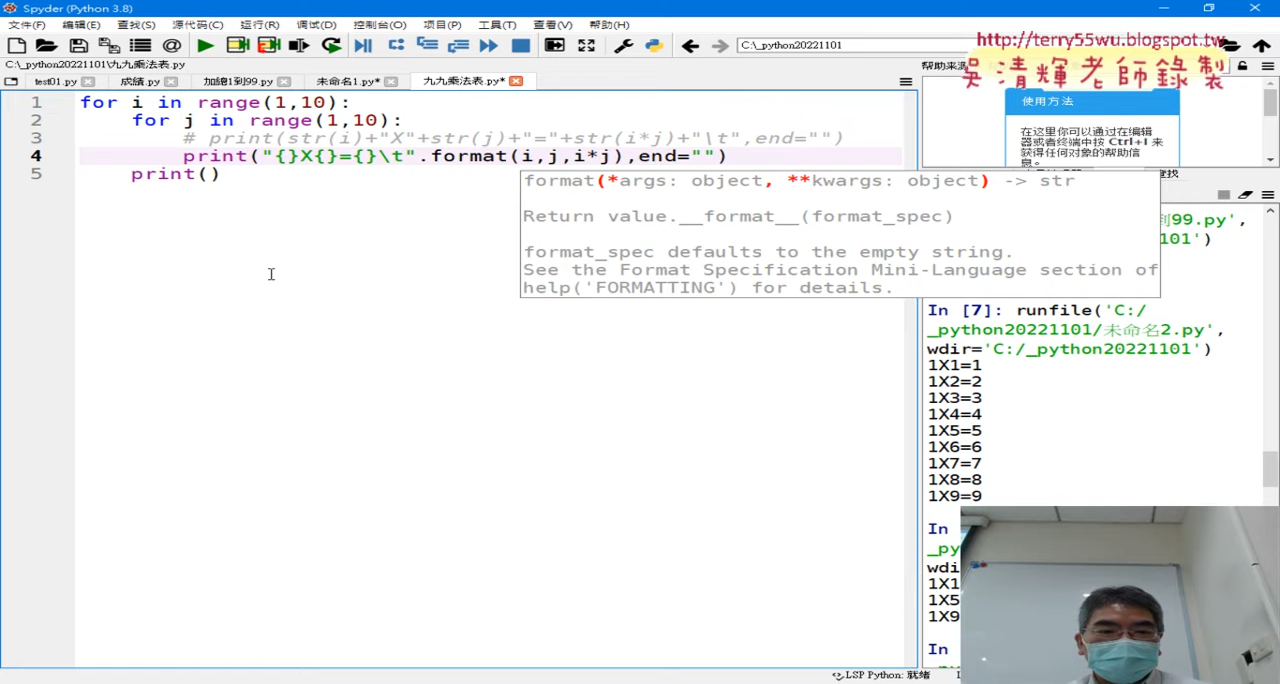 Spyder (Python 3.8)
文件(F) 编辑(E) 查找(S) 源代码(C) 运行(R) 调试(D) 控制台(O) 项目(P) 工具(T) 查看(V) 帮助(H)
C:\_python20221101
http://terry55wu.blogspot.tw
吳清輝老師錄製
C:\_python20221101\九九乘法表.py
test01.py 成績.py 加總1到99.py 未命名1.py* 九九乘法表.py*
帮助来源
使用方法
在这里你可以通过在编辑
器或者终端中按 Ctrl+I 来
获得任何对象的帮助信
息。
1 for i in range(1,10):
2 for j in range(1,10):
3 # print(str(i)+"X"+str(j)+"="+str(i*j)+"\t",end="")
4 print("{}X{}={}\t".format(i,j,i*j),end="")
5 print()
format(*args: object, **kwargs: object) -> str
Return value.__format__(format_spec)
format_spec defaults to the empty string.
See the Format Specification Mini-Language section of
help('FORMATTING') for details.
查找
到99.py',
101')
In [7]: runfile('C:/
_python20221101/未命名2.py',
wdir='C:/_python20221101')
1X1=1
1X2=2
1X3=3
1X4=4
1X5=5
1X6=6
1X7=7
1X8=8
1X9=9
In
_py
wdi
1X1
1X5
1X9
In
LSP Python: 就绪